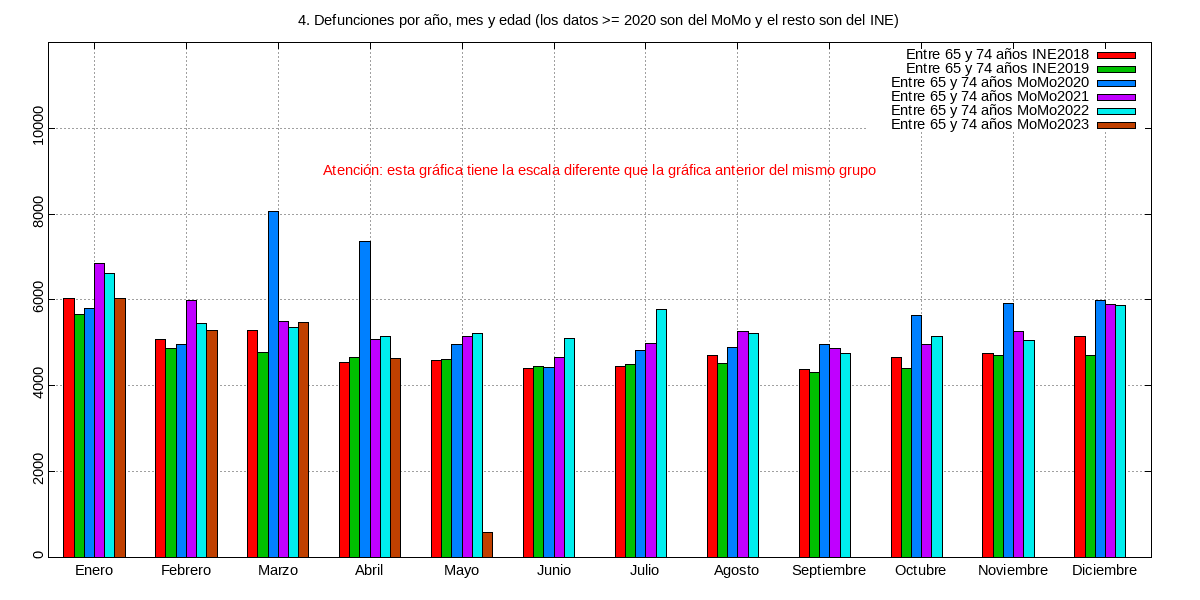 4. Defunciones por año, mes y edad (los datos >= 2020 son del MoMo y el resto son del INE)
Entre 65 y 74 años INE2018
Entre 65 y 74 años INE2019
Entre 65 y 74 años MoMo2020
Entre 65 y 74 años MoMo2021
Entre 65 y 74 años MoMo2022
Entre 65 y 74 años MoMo2023
Atención: esta gráfica tiene la escala diferente que la gráfica anterior del mismo grupo
10000
8000
6000
4000
2000
0
Enero Febrero Marzo Abril Mayo Junio Julio Agosto Septiembre Octubre Noviembre Diciembre